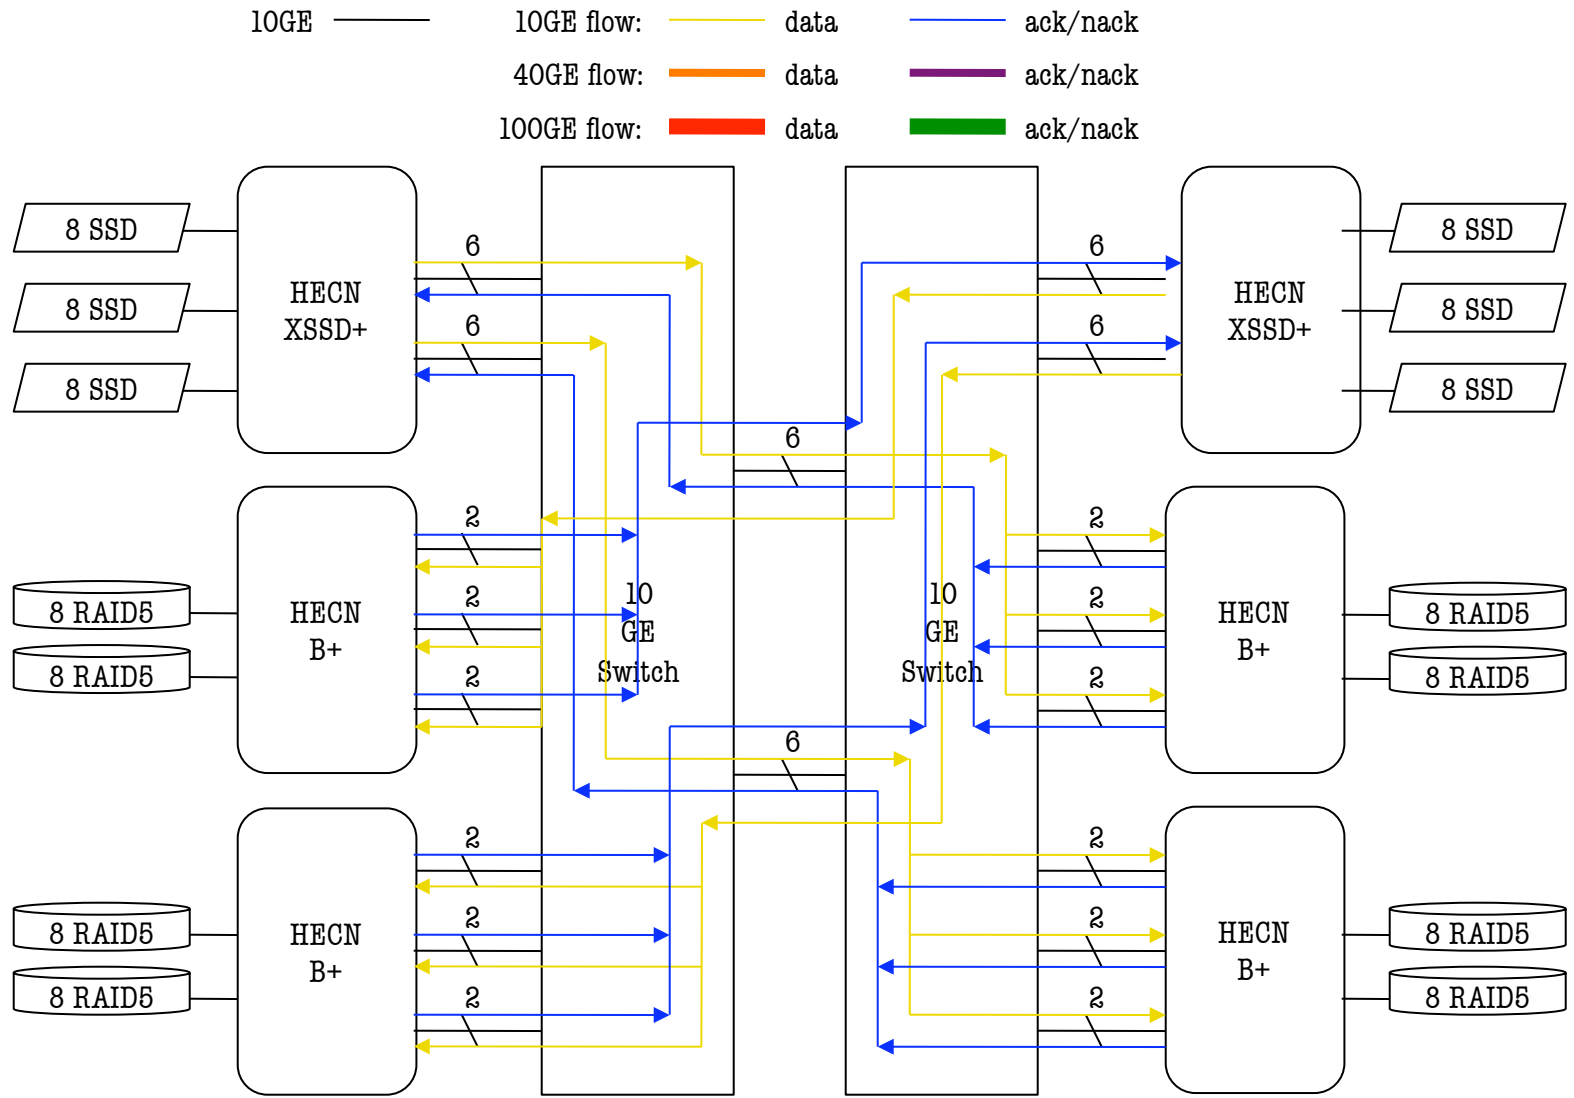 10GE 10GE flow: data ack/nack
40GE flow: data ack/nack
100GE flow: data ack/nack
8 SSD
8 SSD
8 SSD
HECN
XSSD+
6
6
6
6
HECN
XSSD+
8 SSD
8 SSD
8 SSD
6
8 RAID5
8 RAID5
HECN
B+
2
2
2
10
GE
Switch
10
GE
Switch
2
2
2
HECN
B+
8 RAID5
8 RAID5
6
8 RAID5
8 RAID5
HECN
B+
2
2
2
2
2
2
HECN
B+
8 RAID5
8 RAID5